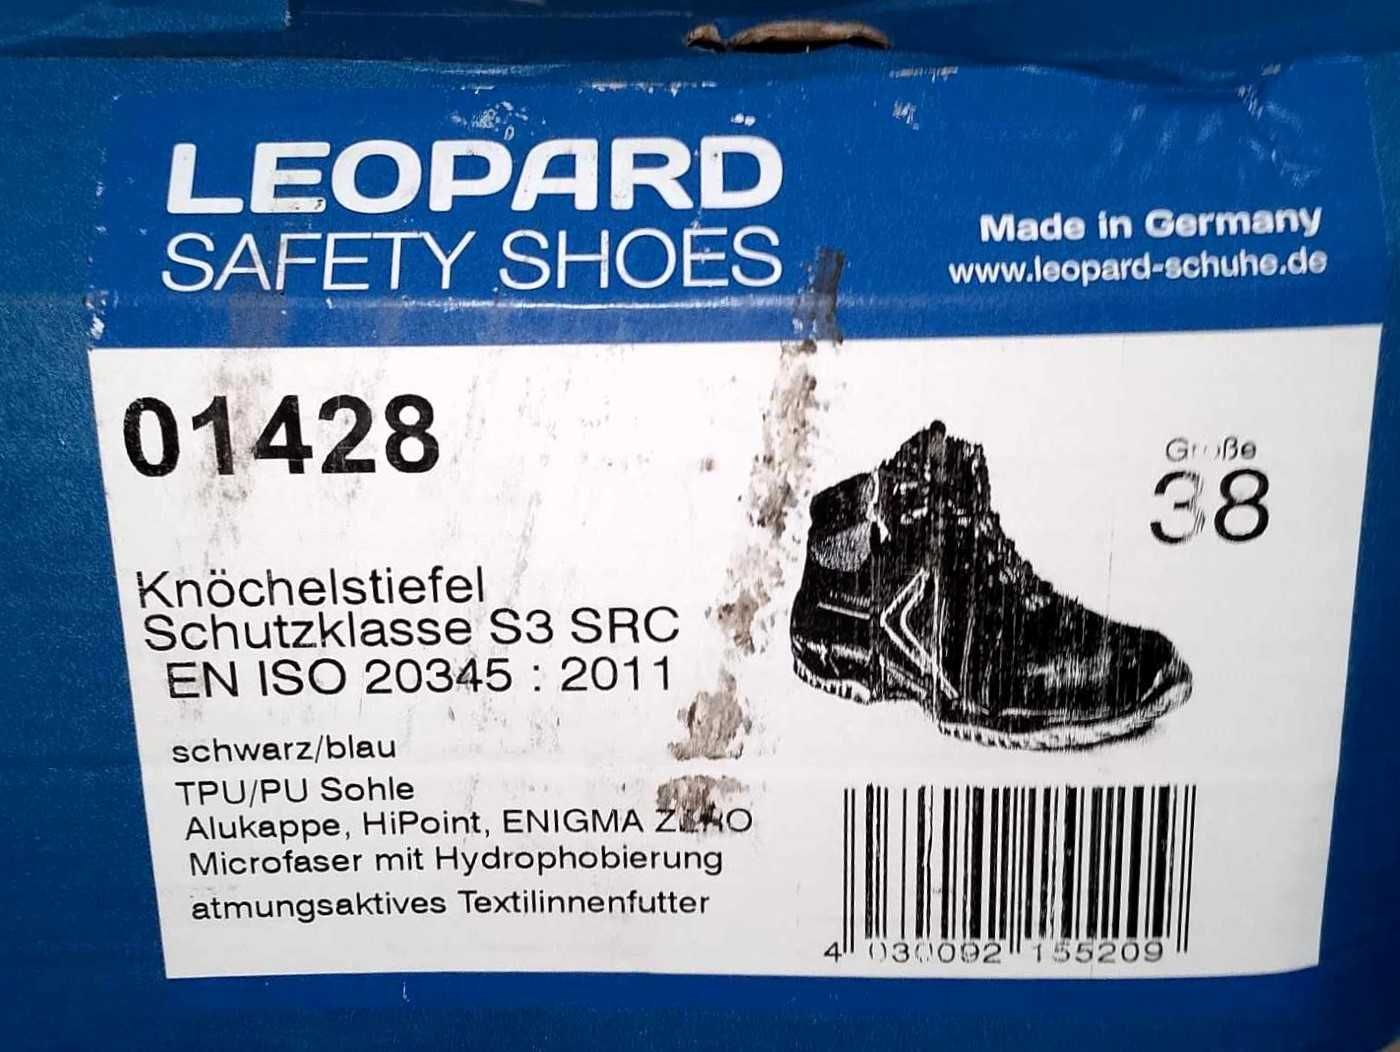 LEOPARD
SAFETY SHOES
Made in Germany
www.leopard-schuhe.de
01428
Größe
38
Knöchelstiefel
Schutzklasse S3 SRC
EN ISO 20345 : 2011
schwarz/blau
TPU/PU Sohle
Alukappe, HiPoint, ENIGMA ZERO
Microfaser mit Hydrophobierung
atmungsaktives Textilinnenfutter
4 030092 155209